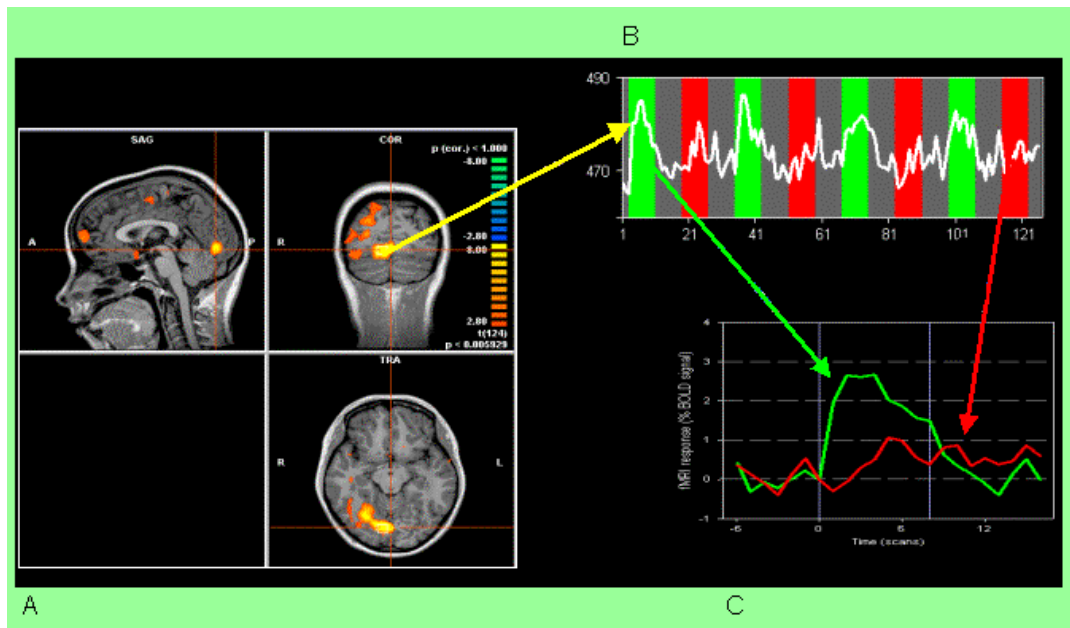 B
SAG
COR
p (cor.) < 1.000
-8.00
-2.80
8.00
2.80
t(124)
p < 0.005929
A
P
R
TRA
R
L
490
470
1
21
41
61
81
101
121
4
3
2
1
0
-1
fMRI response (% BOLD signal)
-6
0
6
12
Time (scans)
A
C